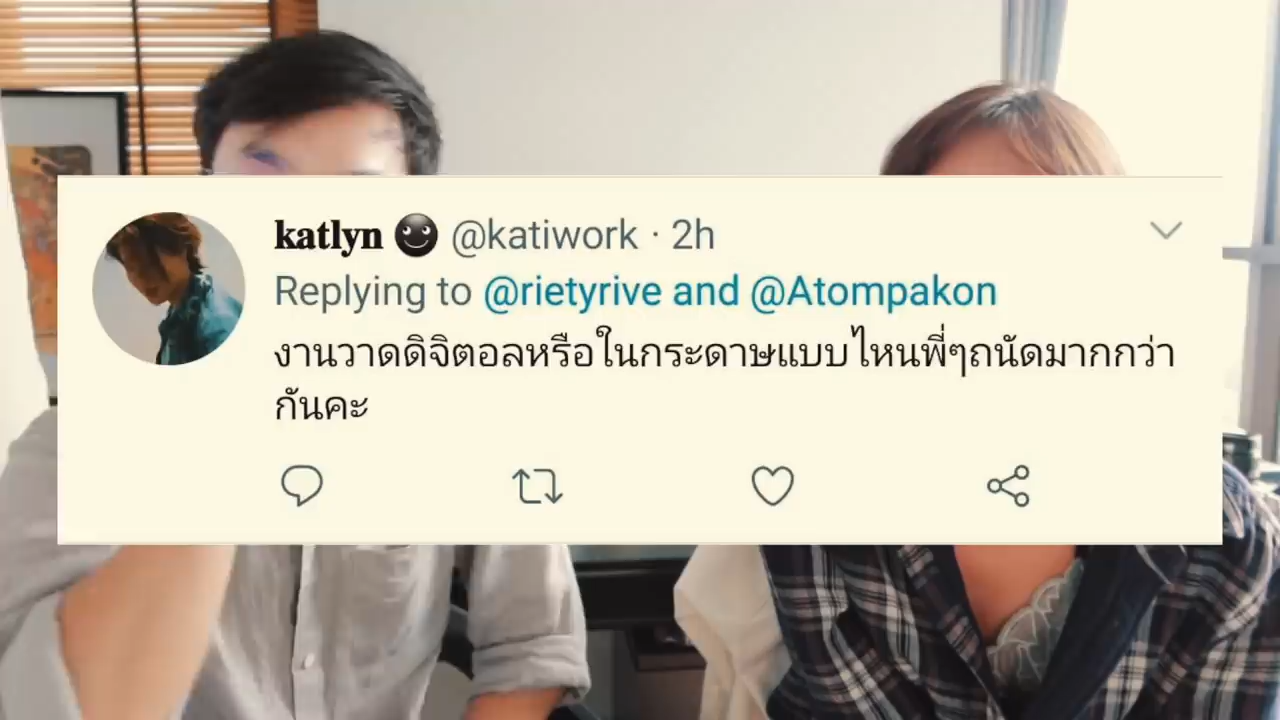 katlyn 🌚 @katiwork · 2h
Replying to @rietyrive and @Atompakon
งานวาดดิจิตอลหรือในกระดาษแบบไหนพี่ๆถนัดมากกว่า
กันคะ